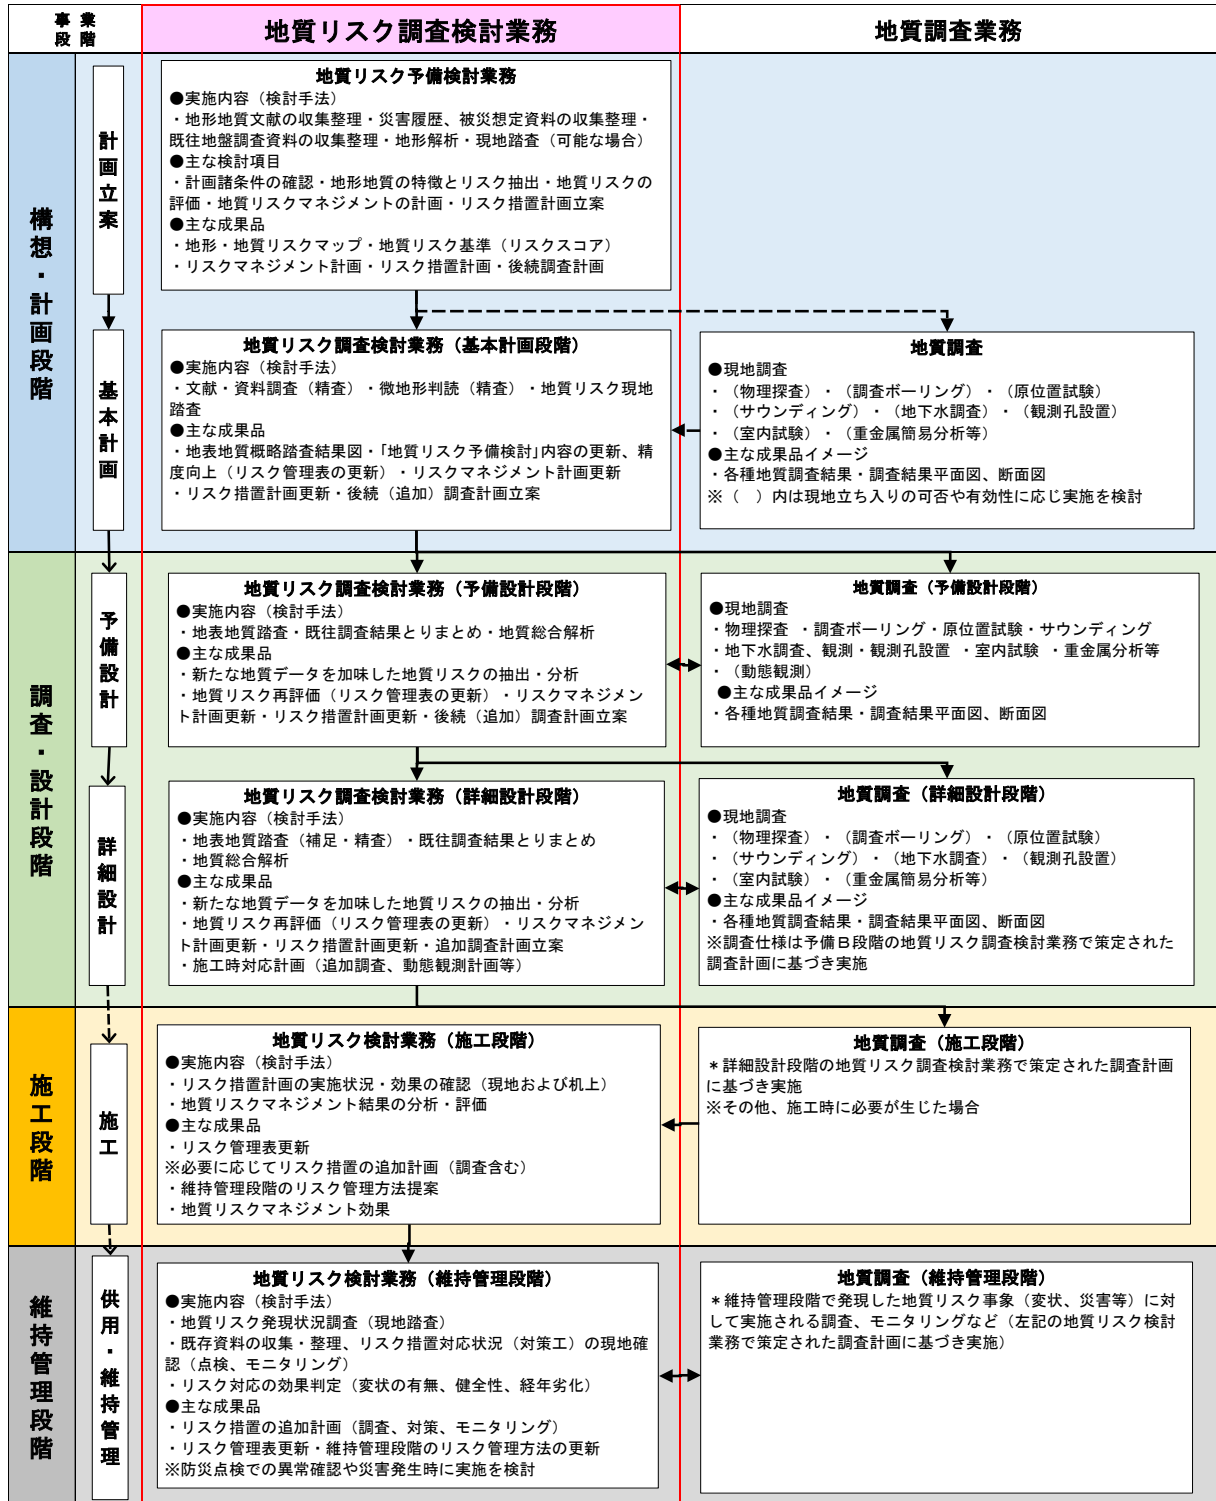 事業
段階
地質リスク調査検討業務
地質調査業務
構想・計画段階
計画立案
地質リスク予備検討業務
●実施内容（検討手法）
・地形地質文献の収集整理・災害履歴、被災想定資料の収集整理・
既往地盤調査資料の収集整理・地形解析・現地踏査（可能な場合）
●主な検討項目
・計画諸条件の確認・地形地質の特徴とリスク抽出・地質リスクの
評価・地質リスクマネジメントの計画・リスク措置計画立案
●主な成果品
・地形・地質リスクマップ・地質リスク基準（リスクスコア）
・リスクマネジメント計画・リスク措置計画・後続調査計画
基本計画
地質リスク調査検討業務（基本計画段階）
●実施内容（検討手法）
・文献・資料調査（精査）・微地形判読（精査）・地質リスク現地
踏査
●主な成果品
・地表地質概略踏査結果図・｢地質リスク予備検討｣内容の更新、精
度向上（リスク管理表の更新）・リスクマネジメント計画更新
・リスク措置計画更新・後続（追加）調査計画立案
地質調査
●現地調査
・（物理探査）・（調査ボーリング）・（原位置試験）
・（サウンディング）・（地下水調査）・（観測孔設置）
・（室内試験）・（重金属簡易分析等）
●主な成果品イメージ
・各種地質調査結果・調査結果平面図、断面図
※（　）内は現地立ち入りの可否や有効性に応じ実施を検討
調査・設計段階
予備設計
地質リスク調査検討業務（予備設計段階）
●実施内容（検討手法）
・地表地質踏査・既往調査結果とりまとめ・地質総合解析
●主な成果品
・新たな地質データを加味した地質リスクの抽出・分析
・地質リスク再評価（リスク管理表の更新）・リスクマネジメン
ト計画更新・リスク措置計画更新・後続（追加）調査計画立案
地質調査（予備設計段階）
●現地調査
・物理探査 ・調査ボーリング・原位置試験・サウンディング
・地下水調査、観測・観測孔設置 ・室内試験 ・重金属分析等
・（動態観測）
●主な成果品イメージ
・各種地質調査結果・調査結果平面図、断面図
詳細設計
地質リスク調査検討業務（詳細設計段階）
●実施内容（検討手法）
・地表地質踏査（補足・精査）・既往調査結果とりまとめ
・地質総合解析
●主な成果品
・新たな地質データを加味した地質リスクの抽出・分析
・地質リスク再評価（リスク管理表の更新）・リスクマネジメン
ト計画更新・リスク措置計画更新・追加調査計画立案
・施工時対応計画（追加調査、動態観測計画等）
地質調査（詳細設計段階）
●現地調査
・（物理探査）・（調査ボーリング）・（原位置試験）
・（サウンディング）・（地下水調査）・（観測孔設置）
・（室内試験）・（重金属簡易分析等）
●主な成果品イメージ
・各種地質調査結果・調査結果平面図、断面図
※調査仕様は予備Ｂ段階の地質リスク調査検討業務で策定された
調査計画に基づき実施
施工段階
施工
地質リスク検討業務（施工段階）
●実施内容（検討手法）
・リスク措置計画の実施状況・効果の確認（現地および机上）
・地質リスクマネジメント結果の分析・評価
●主な成果品
・リスク管理表更新
※必要に応じてリスク措置の追加計画（調査含む）
・維持管理段階のリスク管理方法提案
・地質リスクマネジメント効果
地質調査（施工段階）
＊詳細設計段階の地質リスク調査検討業務で策定された調査計画
に基づき実施
※その他、施工時に必要が生じた場合
維持管理段階
供用・維持管理
地質リスク検討業務（維持管理段階）
●実施内容（検討手法）
・地質リスク発現状況調査（現地踏査）
・既存資料の収集・整理、リスク措置対応状況（対策工）の現地確
認（点検、モニタリング）
・リスク対応の効果判定（変状の有無、健全性、経年劣化）
●主な成果品
・リスク措置の追加計画（調査、対策、モニタリング）
・リスク管理表更新・維持管理段階のリスク管理方法の更新
※防災点検での異常確認や災害発生時に実施を検討
地質調査（維持管理段階）
＊維持管理段階で発現した地質リスク事象（変状、災害等）に対
して実施される調査、モニタリングなど（左記の地質リスク検討
業務で策定された調査計画に基づき実施）